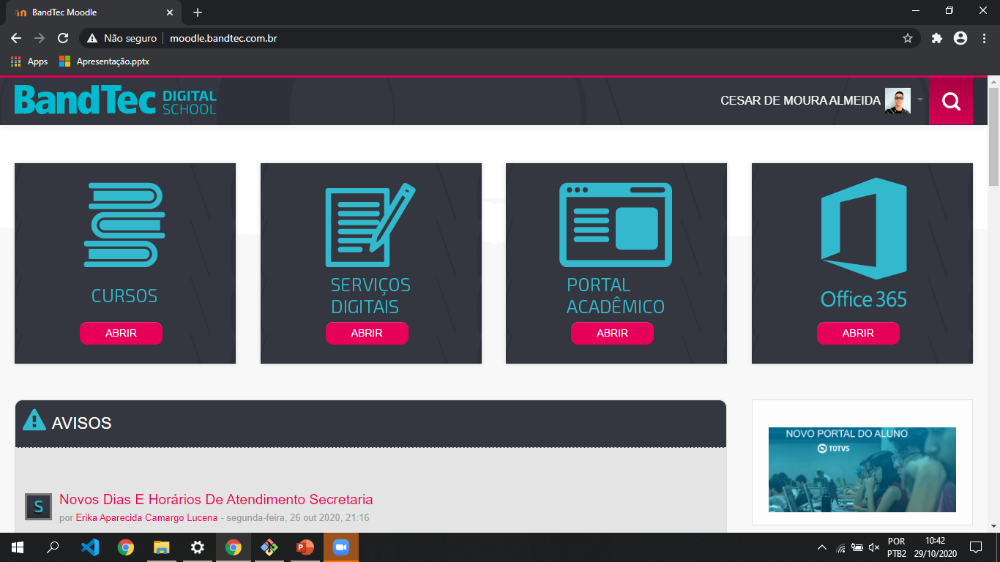 BandTec Moodle
Não seguro
moodle.bandtec.com.br
Apps
Apresentação.pptx
BandTec DIGITAL SCHOOL
CESAR DE MOURA ALMEIDA
CURSOS
ABRIR
SERVIÇOS
DIGITAIS
ABRIR
PORTAL
ACADÊMICO
ABRIR
Office 365
ABRIR
AVISOS
NOVO PORTAL DO ALUNO
TOTVS
S
Novos Dias E Horários De Atendimento Secretaria
por Erika Aparecida Camargo Lucena - segunda-feira, 26 out 2020, 21:16
POR
PTB2
10:42
29/10/2020